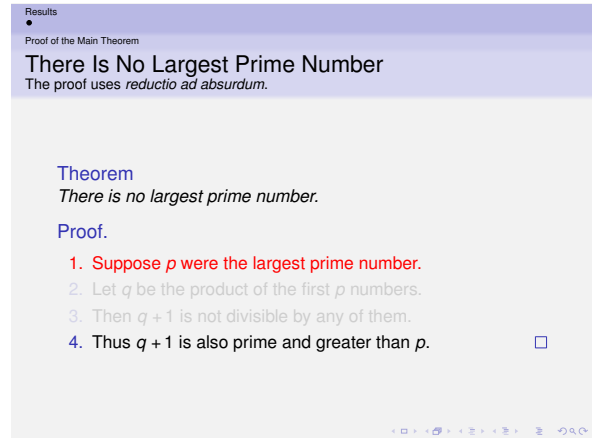 Results
Proof of the Main Theorem
There Is No Largest Prime Number
The proof uses reductio ad absurdum.
Theorem
There is no largest prime number.
Proof.
1. Suppose p were the largest prime number.
2. Let q be the product of the first p numbers.
3. Then q + 1 is not divisible by any of them.
4. Thus q + 1 is also prime and greater than p.